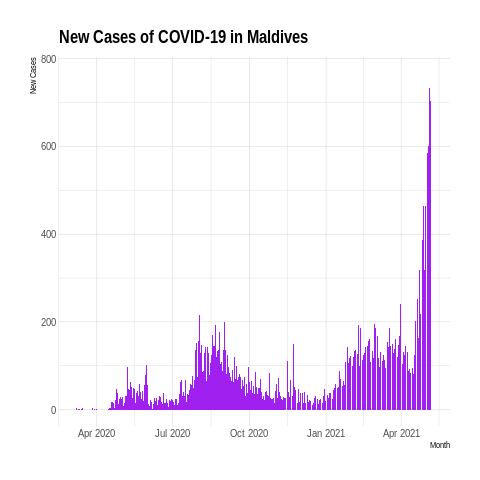 New Cases of COVID-19 in Maldives
New Cases
800
600
400
200
0
Apr 2020 Jul 2020 Oct 2020 Jan 2021 Apr 2021
Month